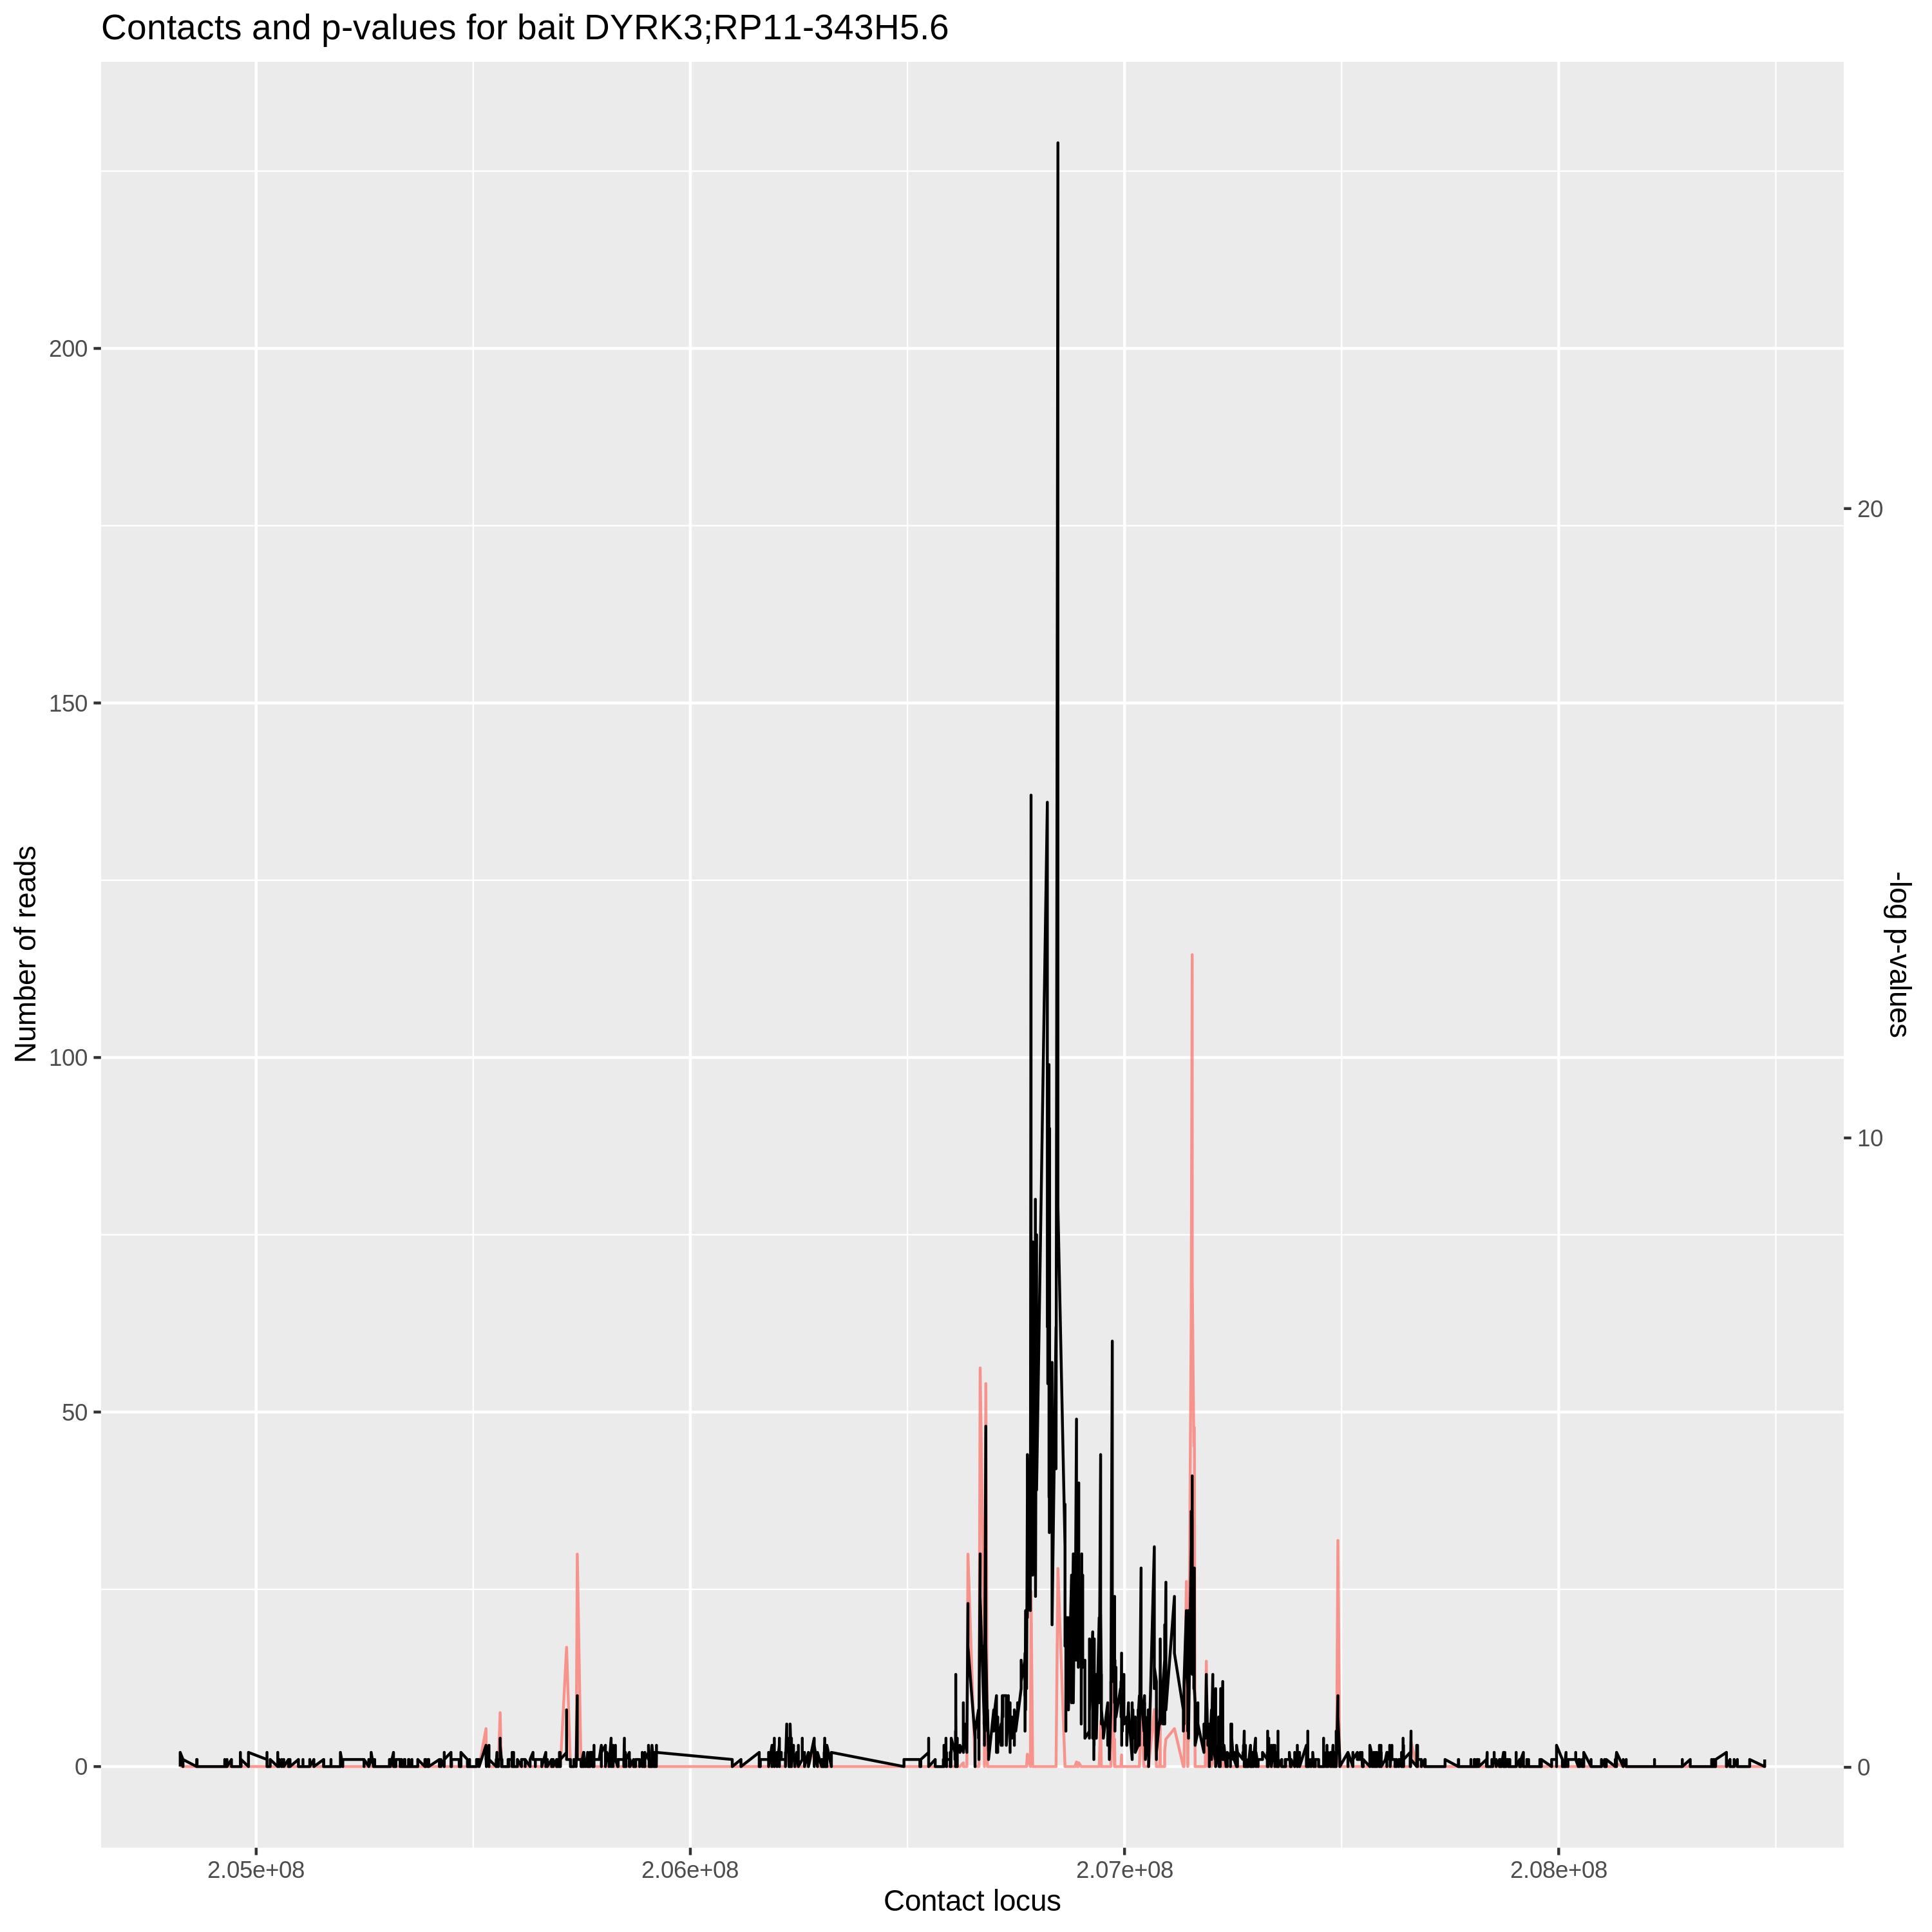 Contacts and p-values for bait DYRK3;RP11-343H5.6
Number of reads
200
150
100
50
0
20
10
0
-log p-values
2.05e+08
2.06e+08
2.07e+08
2.08e+08
Contact locus